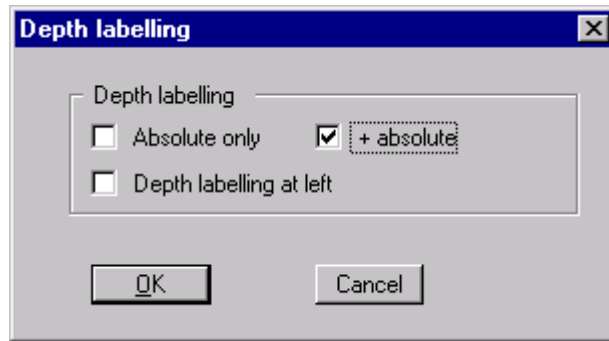 Depth labelling
Depth labelling
Absolute only + absolute
Depth labelling at left
OK Cancel